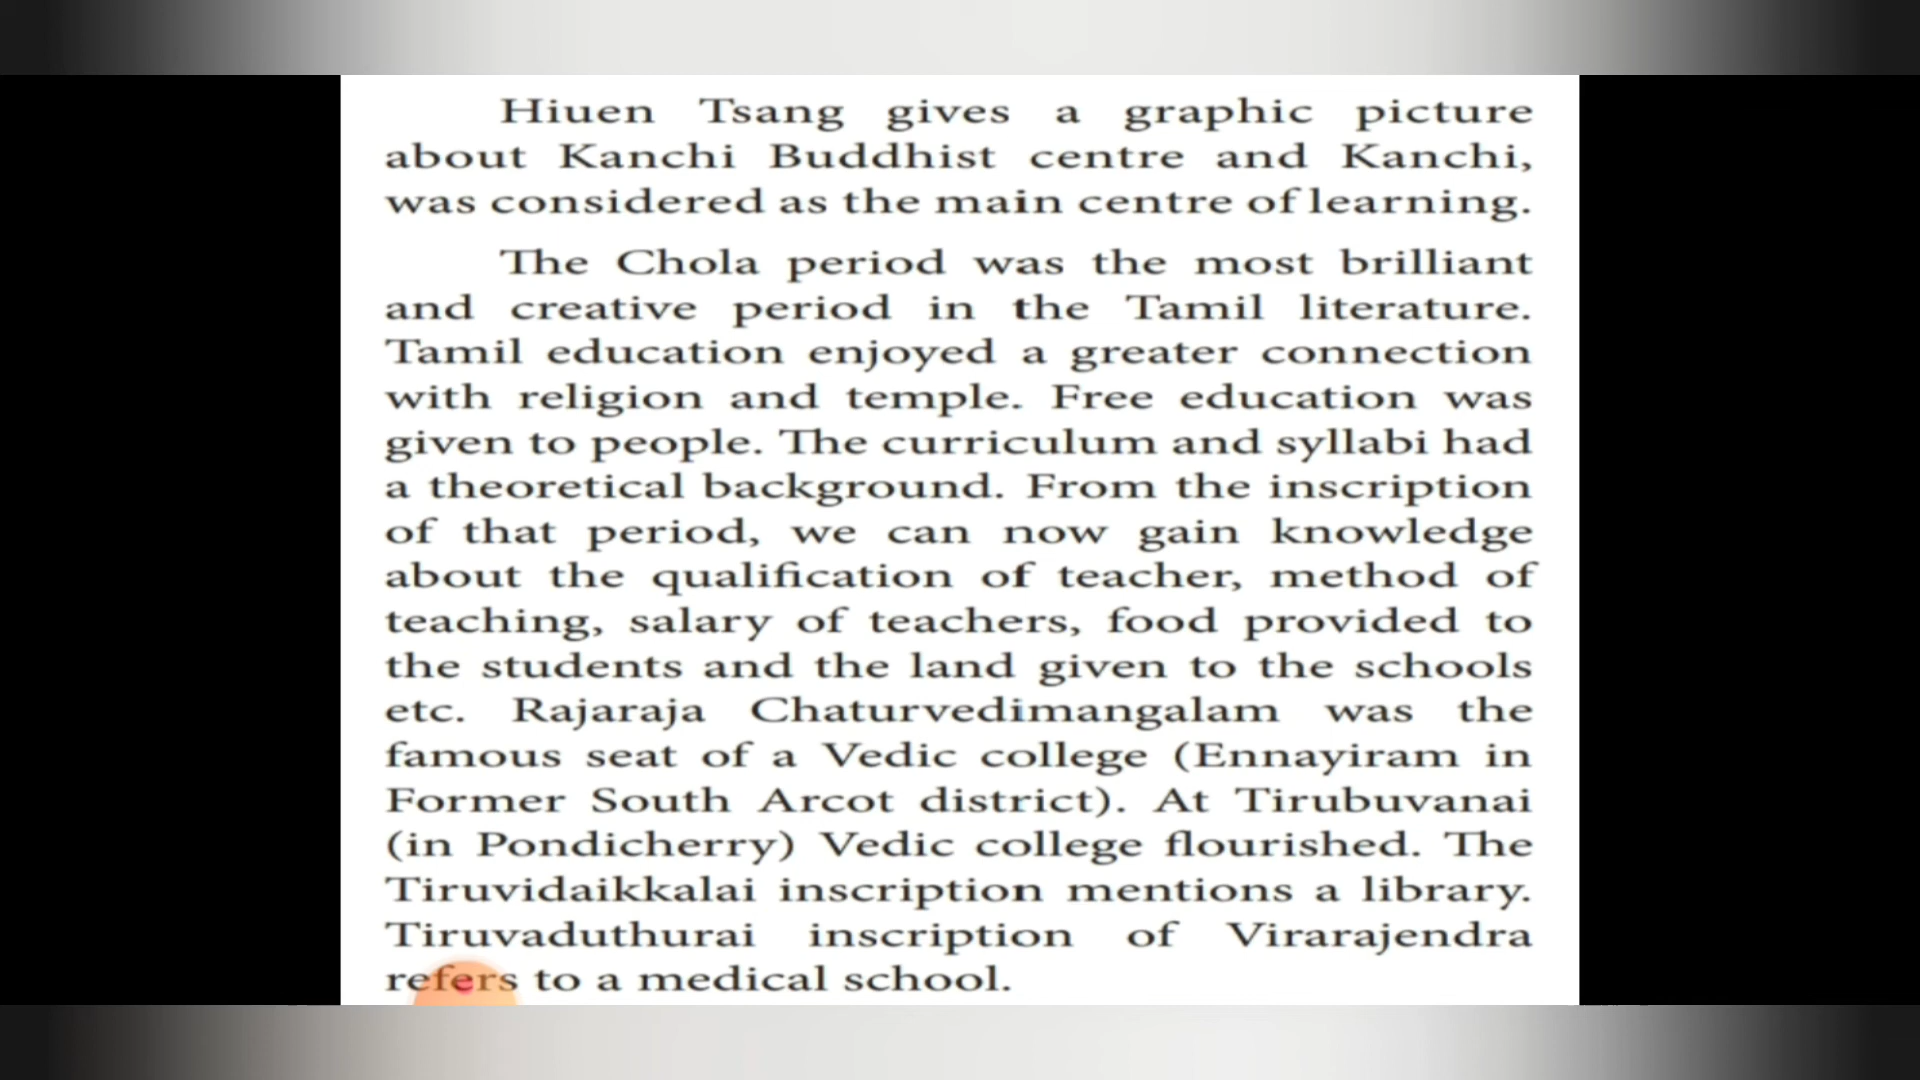 Hiuen Tsang gives a graphic picture
about Kanchi Buddhist centre and Kanchi,
was considered as the main centre of learning.
The Chola period was the most brilliant
and creative period in the Tamil literature.
Tamil education enjoyed a greater connection
with religion and temple. Free education was
given to people. The curriculum and syllabi had
a theoretical background. From the inscription
of that period, we can now gain knowledge
about the qualification of teacher, method of
teaching, salary of teachers, food provided to
the students and the land given to the schools
etc. Rajaraja Chaturvedimangalam was the
famous seat of a Vedic college (Ennayiram in
Former South Arcot district). At Tirubuvanai
(in Pondicherry) Vedic college flourished. The
Tiruvidaikkalai inscription mentions a library.
Tiruvaduthurai inscription of Virarajendra
refers to a medical school.